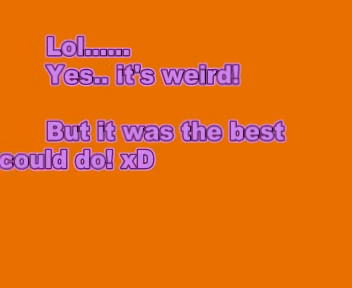 Lol......
Yes.. it's weird!
But it was the best
could do! xD